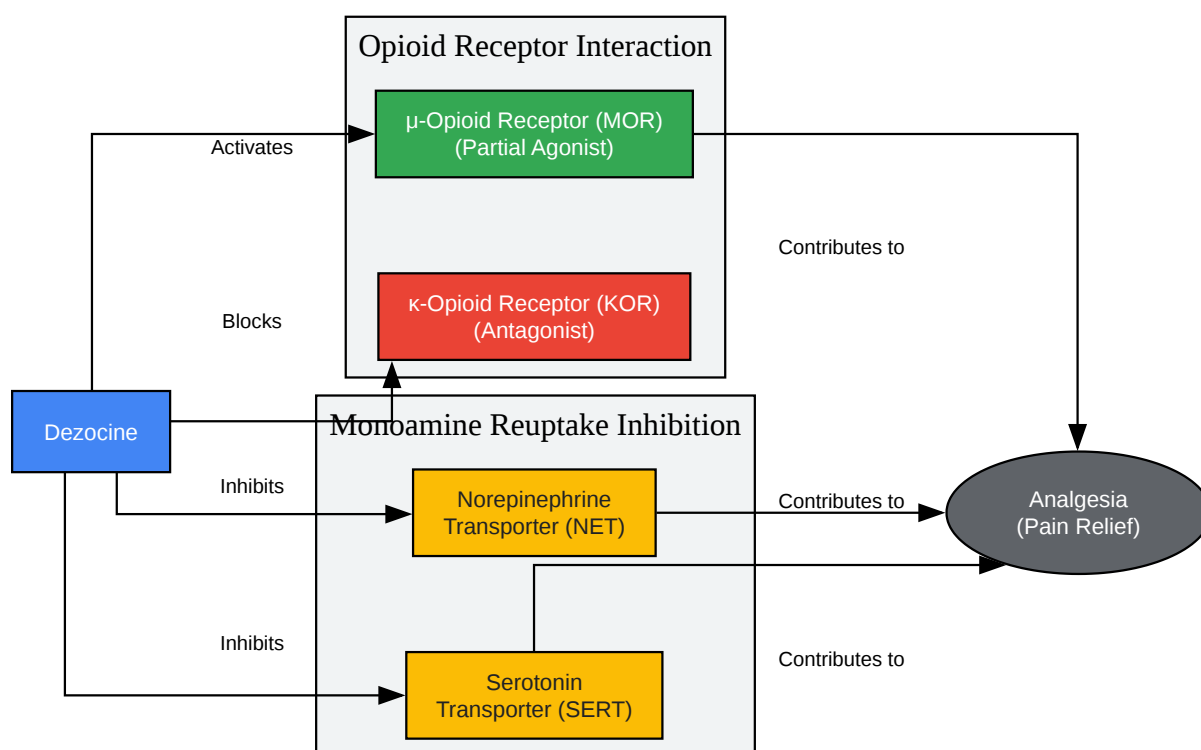 Opioid Receptor Interaction
μ-Opioid Receptor (MOR)
(Partial Agonist)
Activates
Contributes to
κ-Opioid Receptor (KOR)
(Antagonist)
Blocks
Dezocine
Monoamine Reuptake Inhibition
Inhibits
Norepinephrine
Transporter (NET)
Contributes to
Analgesia
(Pain Relief)
Inhibits
Serotonin
Transporter (SERT)
Contributes to